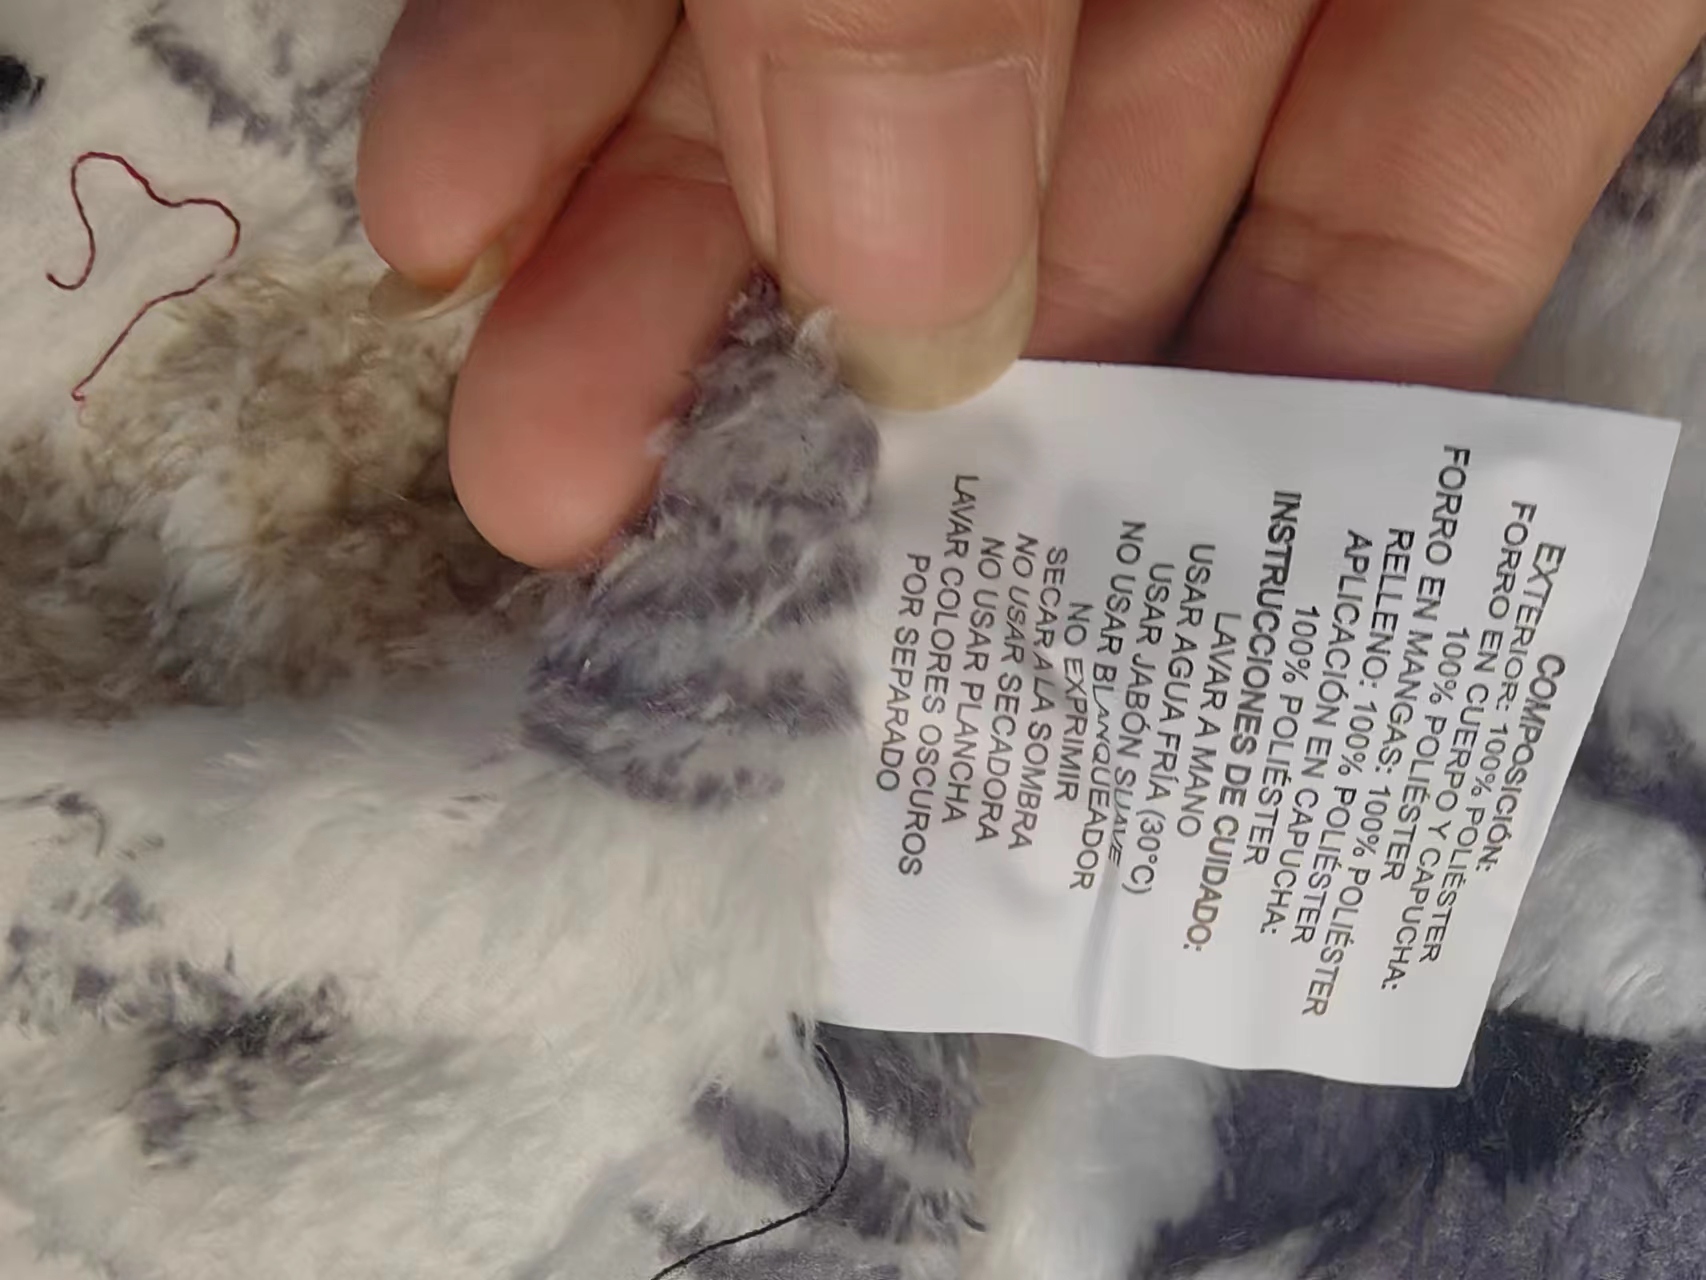 COMPOSICIÓN:
EXTERIOR: 100% POLIÉSTER
FORRO EN CUERPO Y CAPUCHA:
100% POLIÉSTER
FORRO EN MANGAS: 100% POLIÉSTER
RELLENO: 100% POLIÉSTER
APLICACIÓN EN CAPUCHA:
100% POLIÉSTER
INSTRUCCIONES DE CUIDADO:
LAVAR A MANO
USAR AGUA FRÍA (30°C)
USAR JABÓN SUAVE
NO USAR BLANQUEADOR
NO EXPRIMIR
SECAR A LA SOMBRA
NO USAR SECADORA
NO USAR PLANCHA
LAVAR COLORES OSCUROS
POR SEPARADO